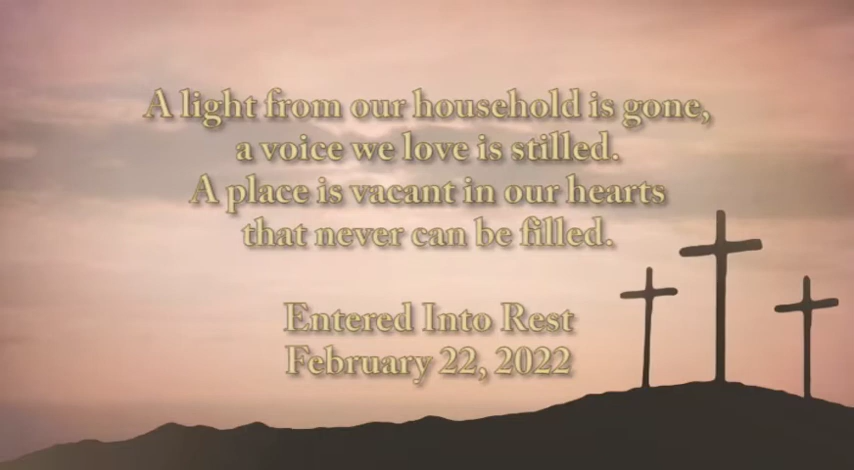 A light from our household is gone,
a voice we love is stilled.
A place is vacant in our hearts
that never can be filled.
Entered Into Rest
February 22, 2022